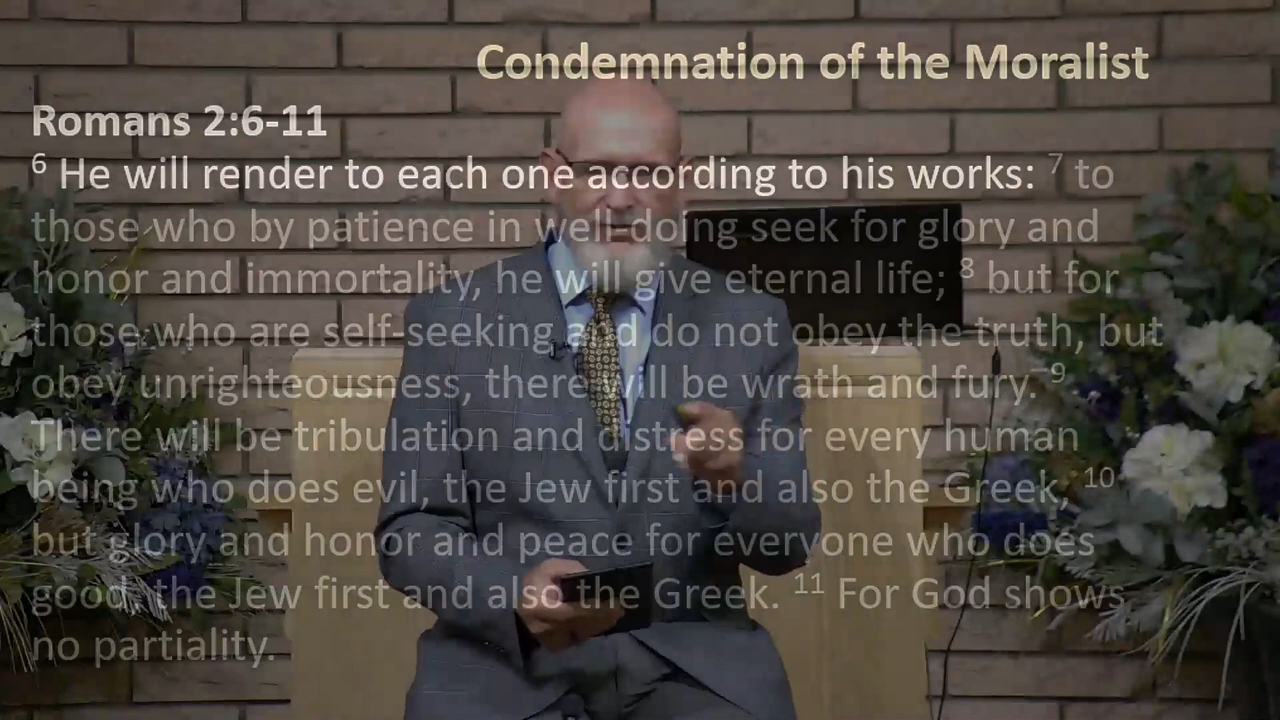 Condemnation of the Moralist
Romans 2:6-11
6 He will render to each one according to his works: 7 to
those who by patience in well-doing seek for glory and
honor and immortality, he will give eternal life; 8 but for
those who are self-seeking and do not obey the truth, but
obey unrighteousness, there will be wrath and fury. 9
There will be tribulation and distress for every human
being who does evil, the Jew first and also the Greek, 10
but glory and honor and peace for everyone who does
good, the Jew first and also the Greek. 11 For God shows
no partiality.